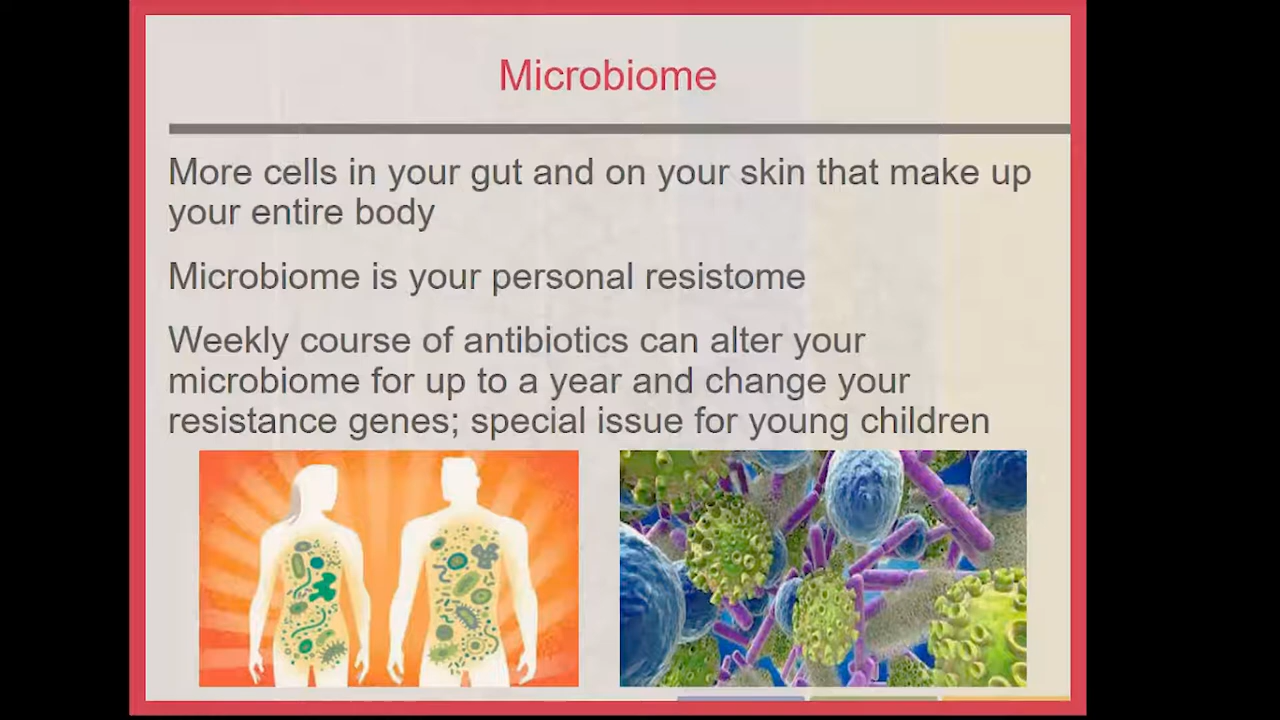 Microbiome
More cells in your gut and on your skin that make up
your entire body
Microbiome is your personal resistome
Weekly course of antibiotics can alter your
microbiome for up to a year and change your
resistance genes; special issue for young children